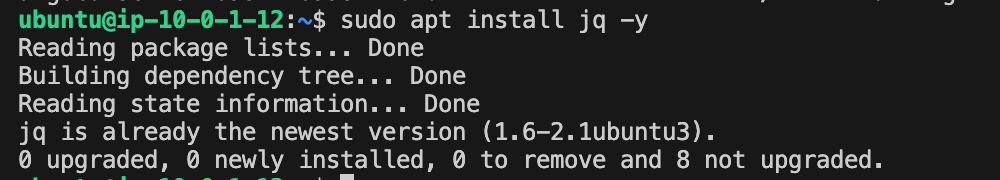 ubuntu@ip-10-0-1-12:~$ sudo apt install jq -y
Reading package lists... Done
Building dependency tree... Done
Reading state information... Done
jq is already the newest version (1.6-2.1ubuntu3).
0 upgraded, 0 newly installed, 0 to remove and 8 not upgraded.